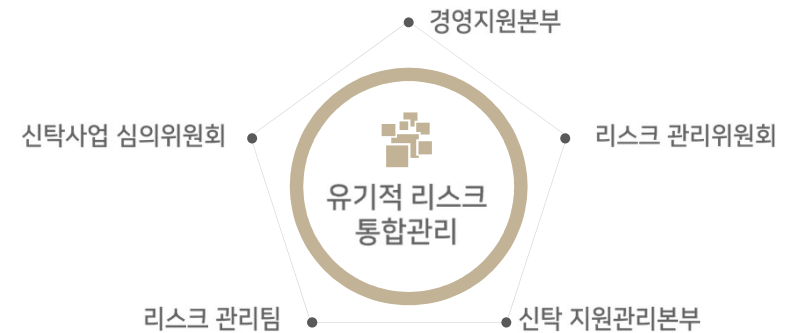 경영지원본부
신탁사업 심의위원회
리스크 관리위원회
유기적 리스크
통합관리
리스크 관리팀
신탁 지원관리본부